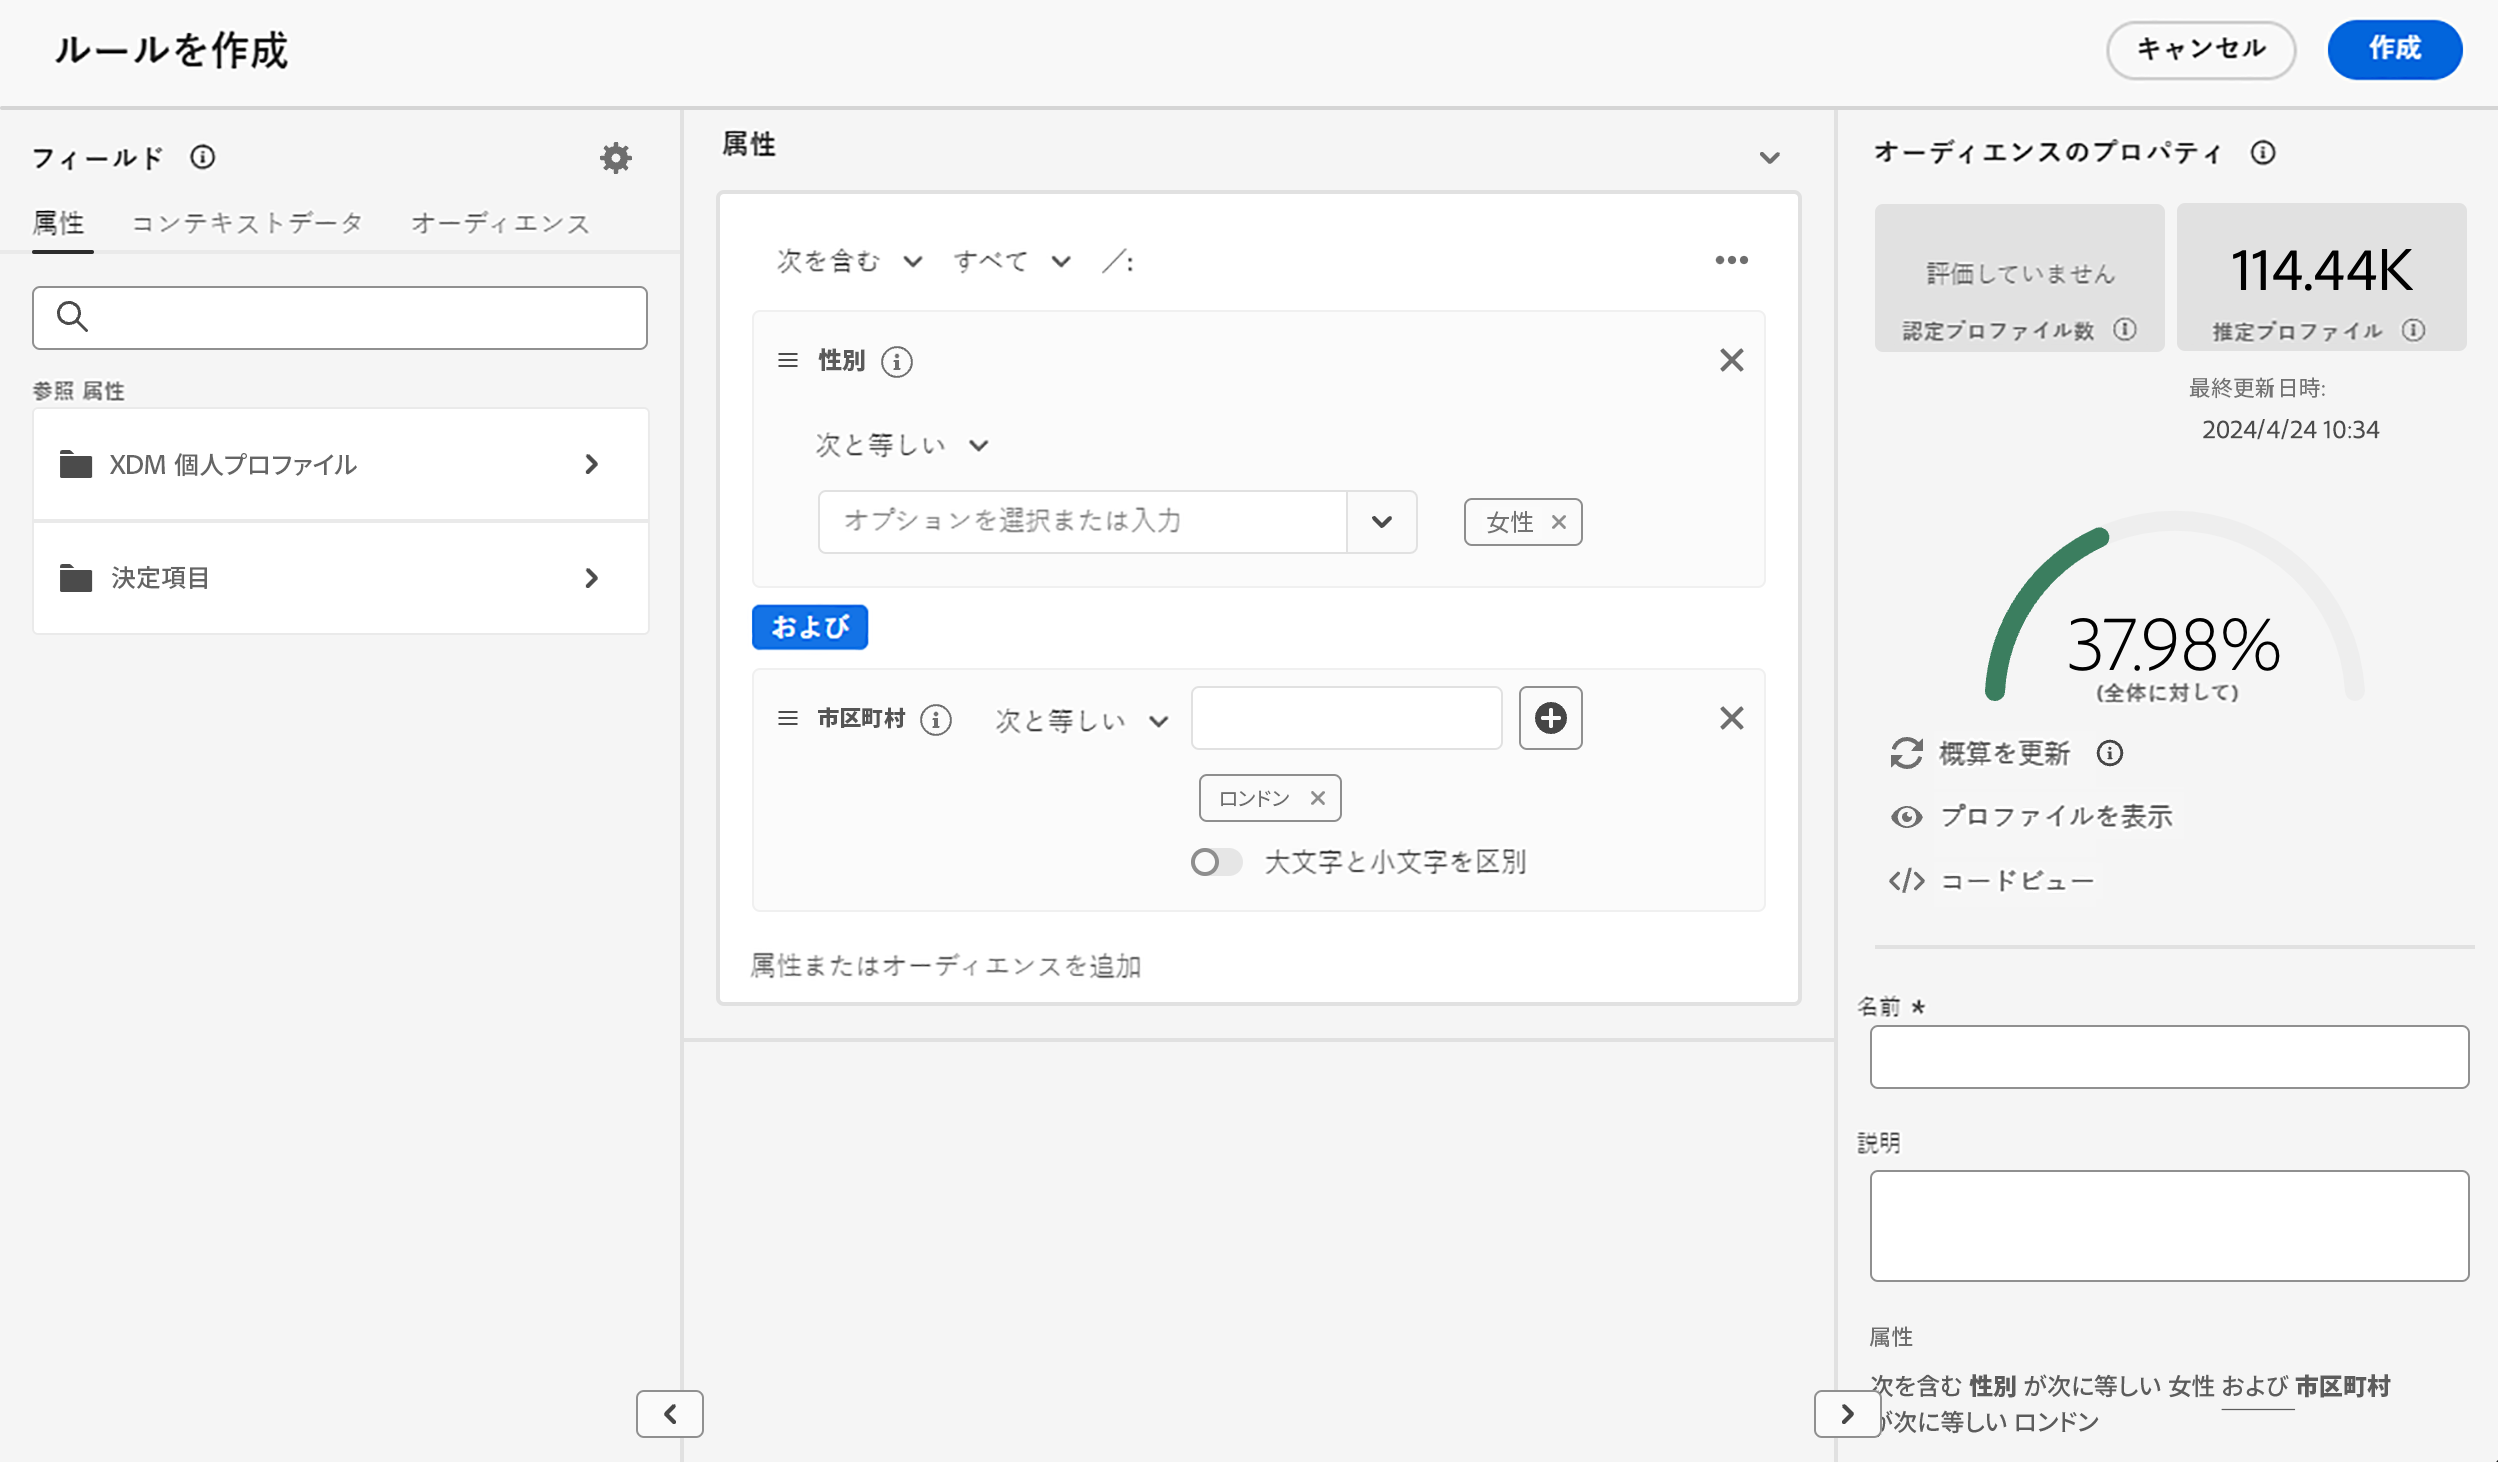 ルールを作成
キャンセル
作成
フィールド
属性
コンテキストデータ
オーディエンス
参照 属性
XDM 個人プロファイル
決定項目
属性
次を含む すべて /:
性別
次と等しい
オプションを選択または入力
女性
および
市区町村 次と等しい
ロンドン
大文字と小文字を区別
属性またはオーディエンスを追加
オーディエンスのプロパティ
評価していません
認定プロファイル数
114.44K
推定プロファイル
最終更新日時:
2024/4/24 10:34
37.98%
(全体に対して)
概算を更新
プロファイルを表示
</> コードビュー
名前 *
説明
属性
次を含む 性別 が次に等しい 女性 および 市区町村
が次に等しい ロンドン